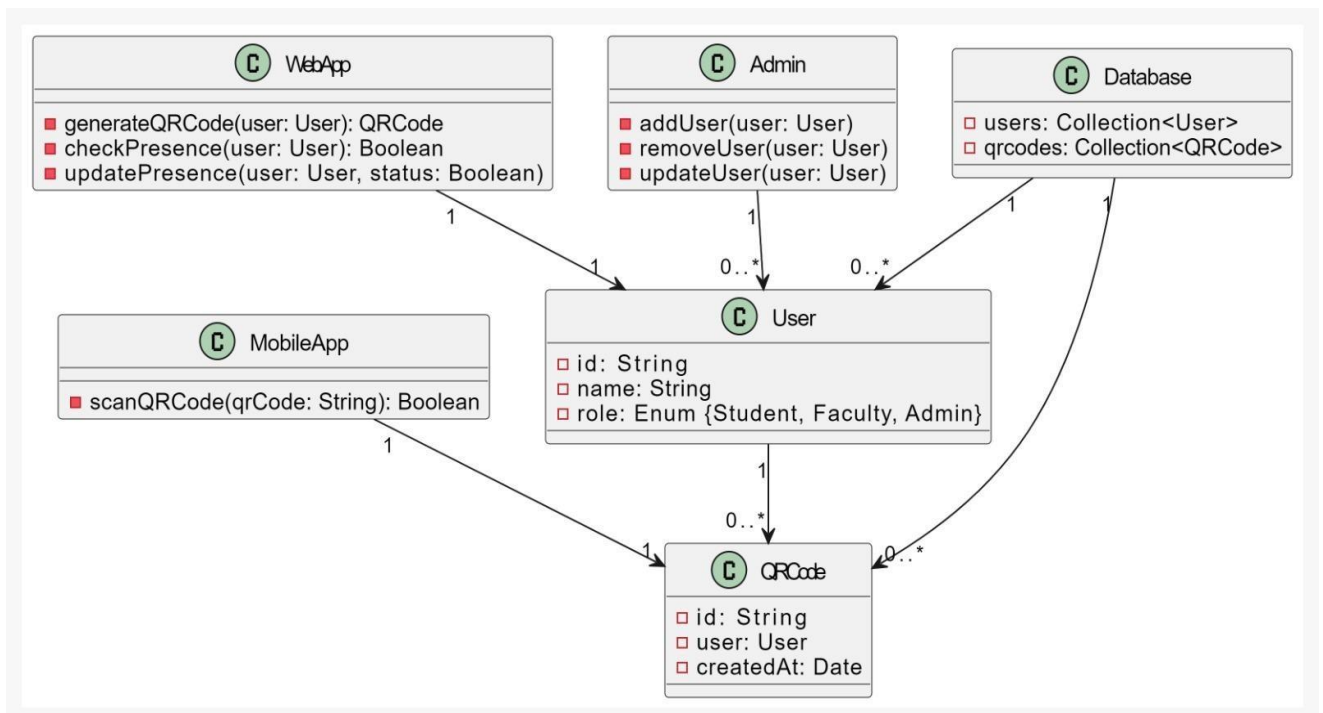 C WebApp
generateQRCode(user: User): QRCode
checkPresence(user: User): Boolean
updatePresence(user: User, status: Boolean)
C Admin
addUser(user: User)
removeUser(user: User)
updateUser(user: User)
C Database
users: Collection<User>
qrcodes: Collection<QRCode>
1
1
1
1
1
0..*
0..*
C MobileApp
scanQRCode(qrCode: String): Boolean
C User
id: String
name: String
role: Enum {Student, Faculty, Admin}
1
1
0..*
1
0..*
C QRCode
id: String
user: User
createdAt: Date